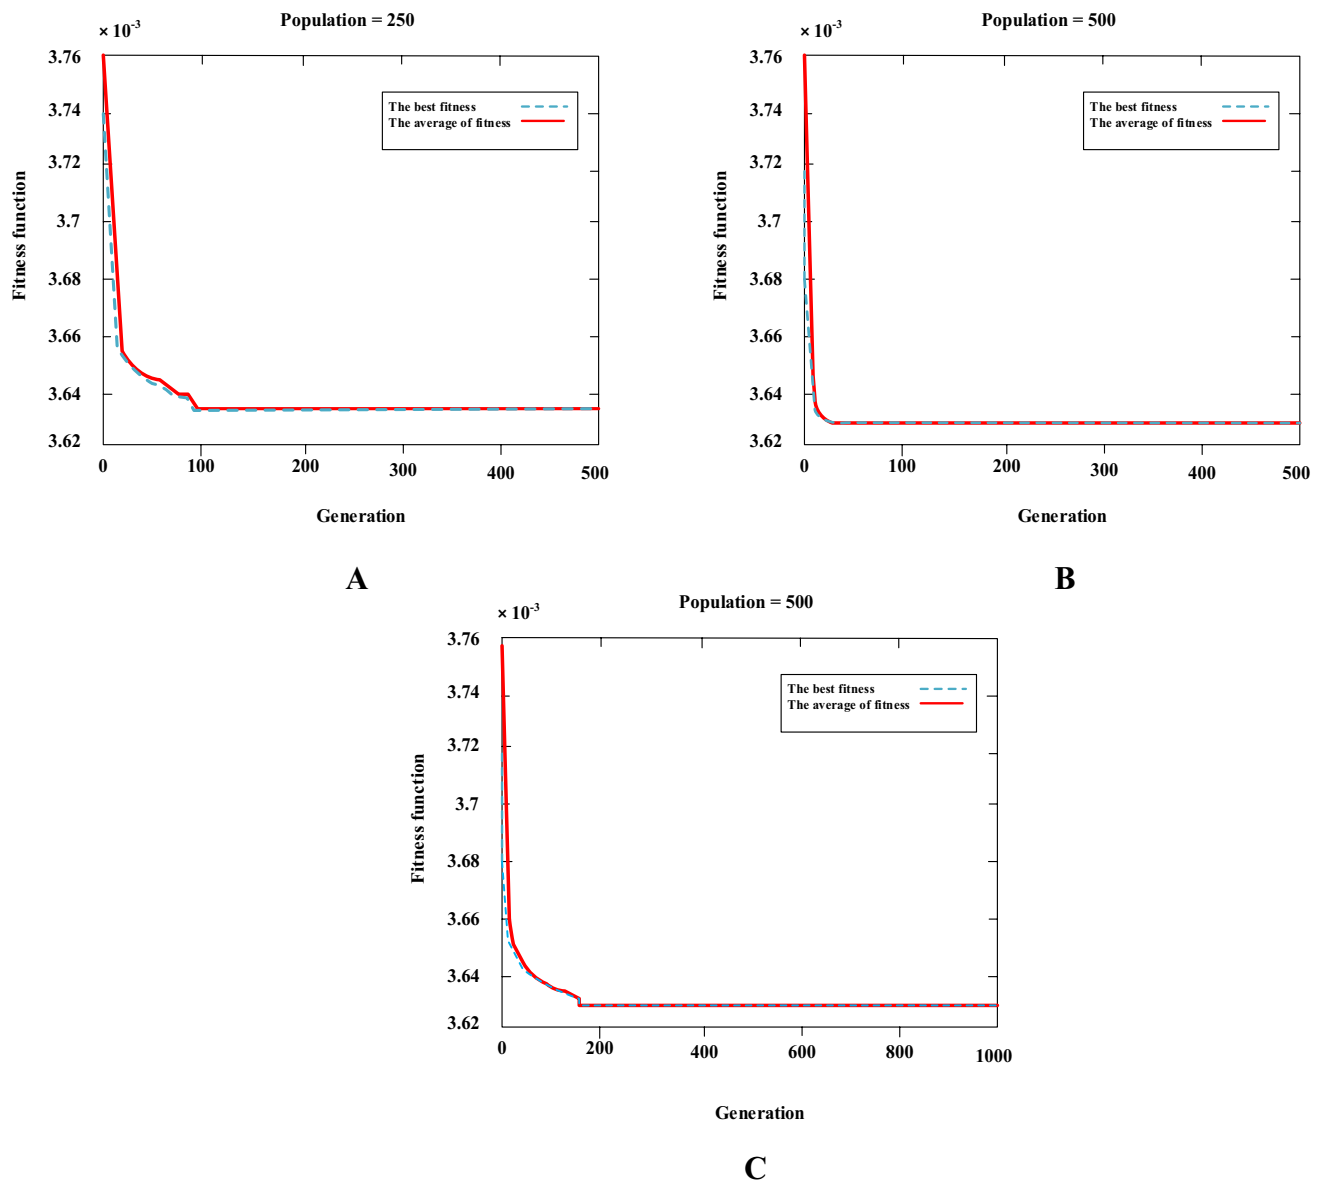 Population = 250
× 10-3
3.76
3.74
3.72
3.7
3.68
3.66
3.64
3.62
Fitness function
The best fitness
The average of fitness
0 100 200 300 400 500
Generation
A
Population = 500
× 10-3
3.76
3.74
3.72
3.7
3.68
3.66
3.64
3.62
Fitness function
The best fitness
The average of fitness
0 100 200 300 400 500
Generation
B
Population = 500
× 10-3
3.76
3.74
3.72
3.7
3.68
3.66
3.64
3.62
Fitness function
The best fitness
The average of fitness
0 200 400 600 800 1000
Generation
C